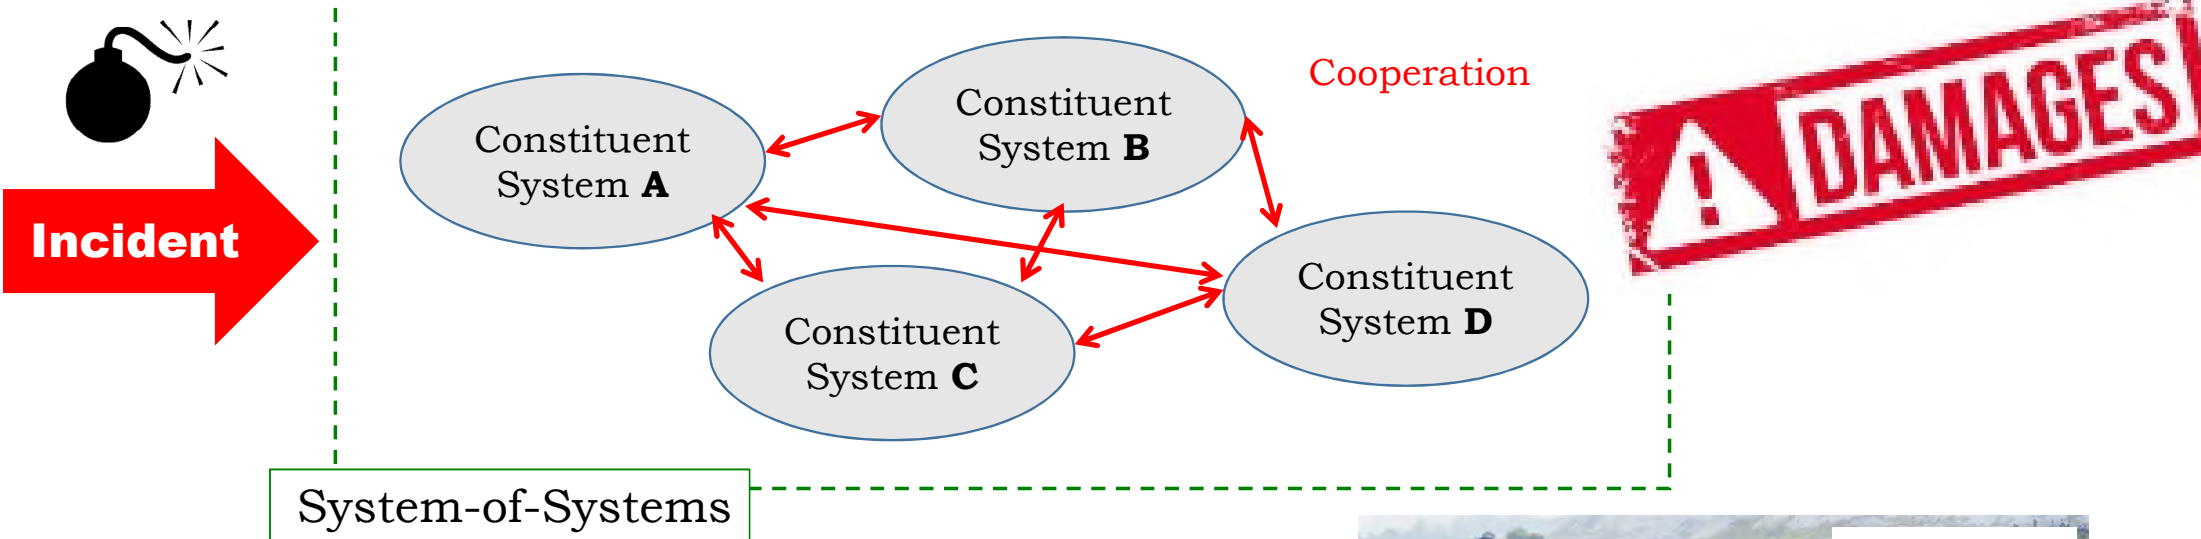 Incident
Constituent
System A
Constituent
System B
Cooperation
Constituent
System C
Constituent
System D
! DAMAGES
System-of-Systems